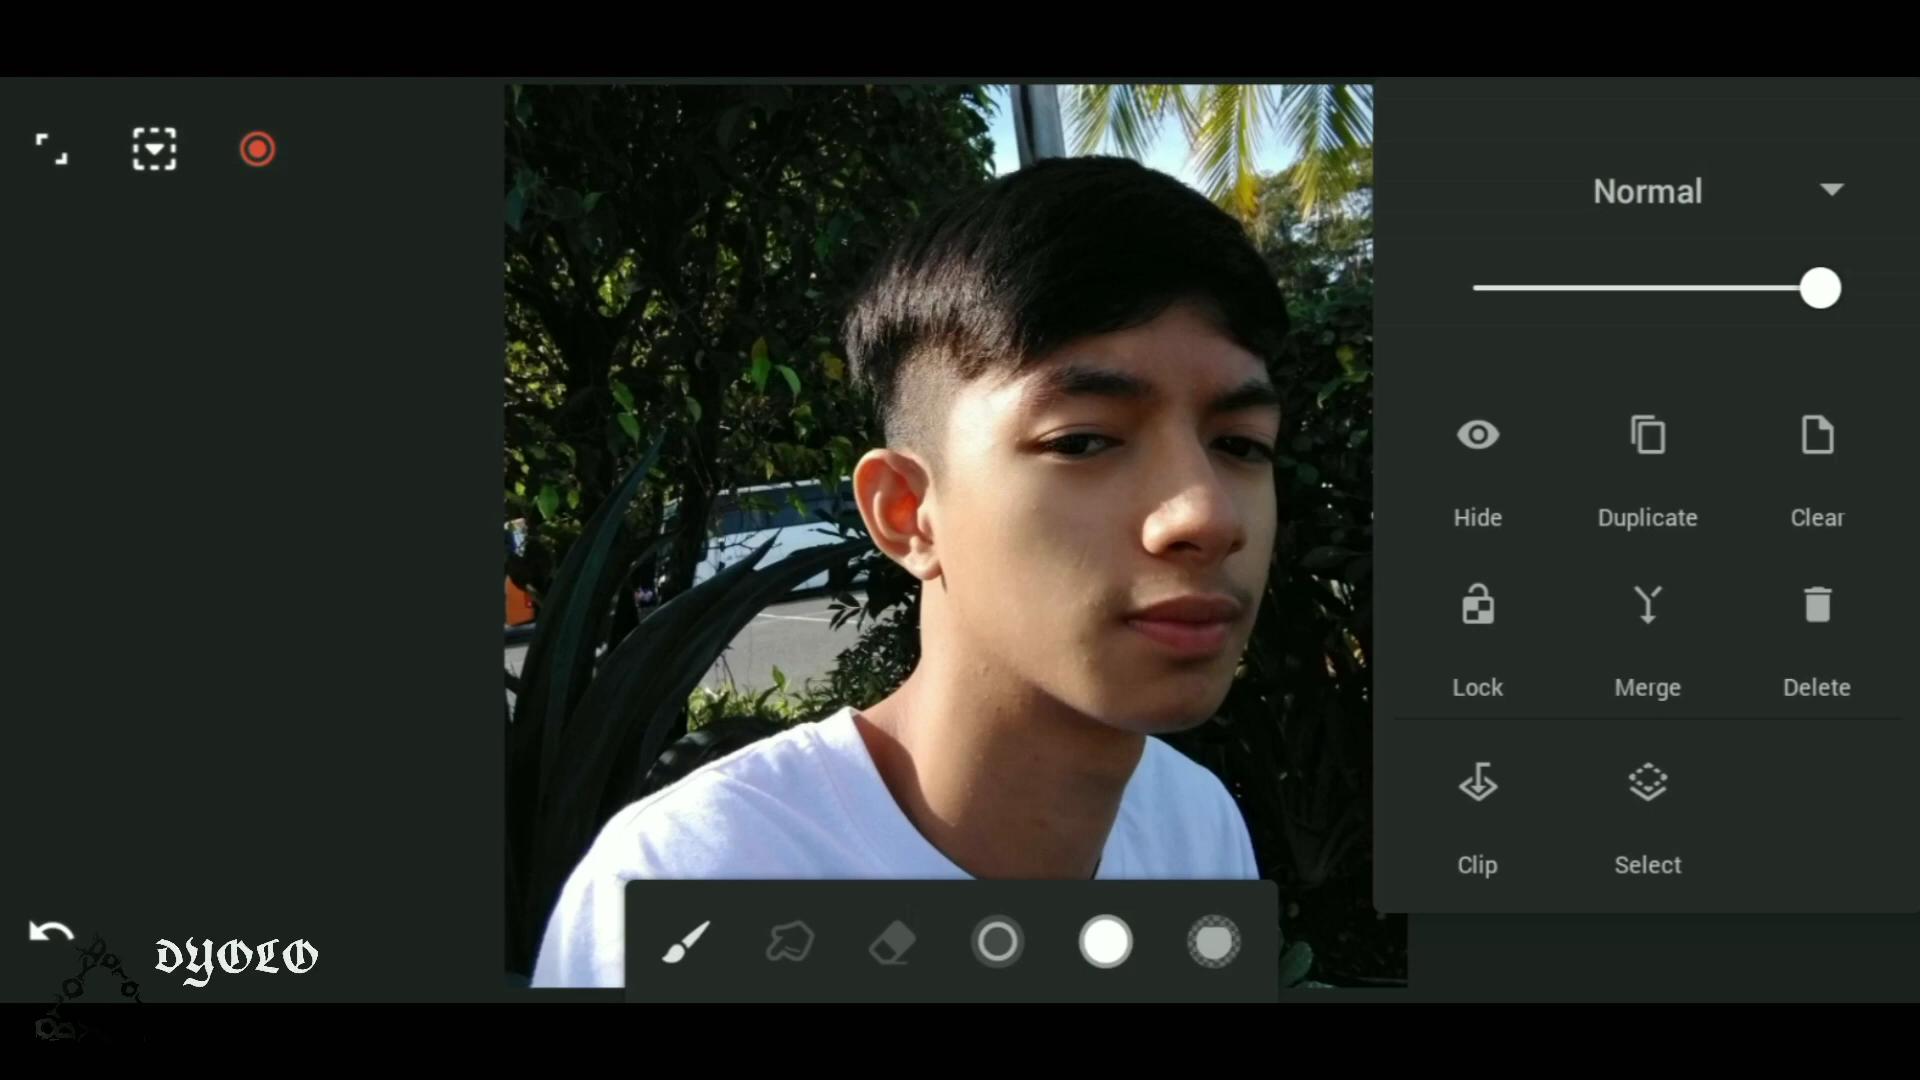 Normal
Hide
Duplicate
Clear
Lock
Merge
Delete
Clip
Select
DYOLO